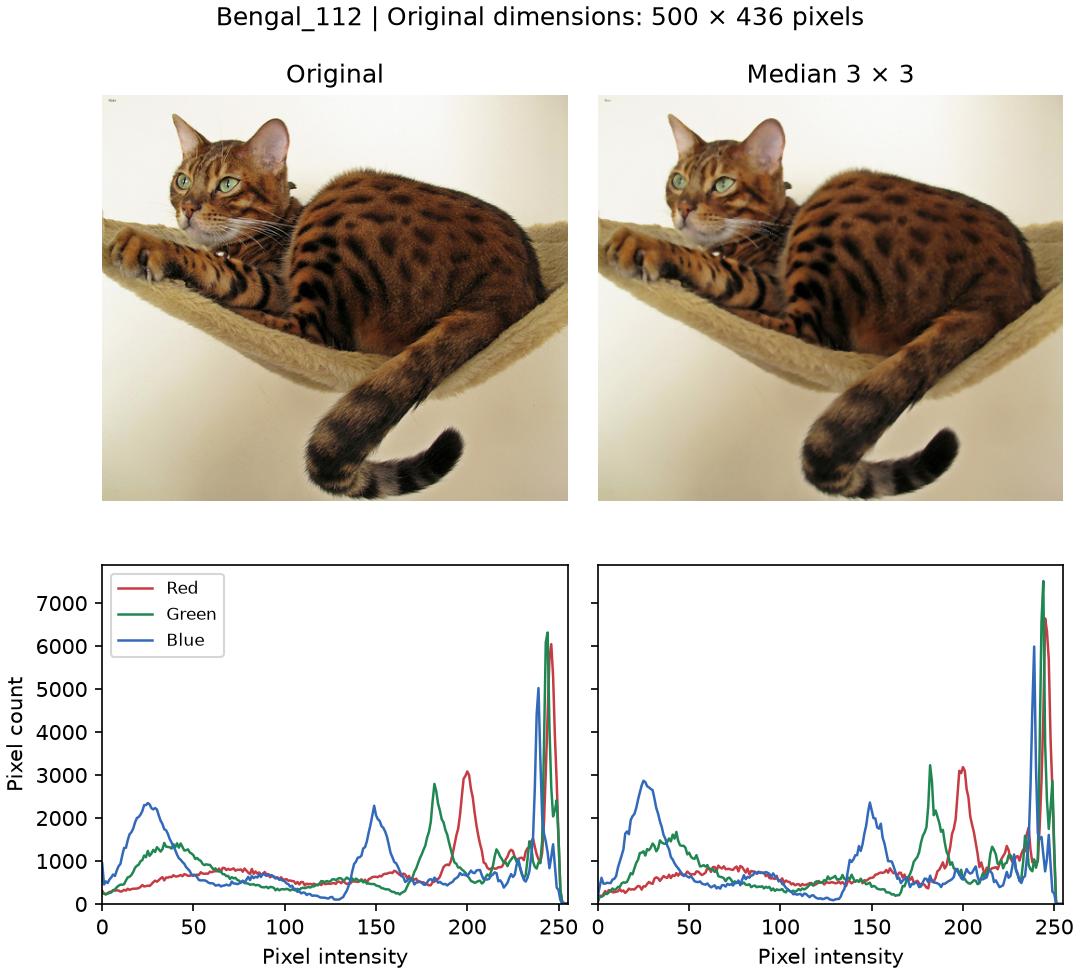 Bengal_112 | Original dimensions: 500 × 436 pixels
Original
Median 3 × 3
Red
Green
Blue
Pixel count
7000
6000
5000
4000
3000
2000
1000
0
0 50 100 150 200 250
0 50 100 150 200 250
Pixel intensity
Pixel intensity